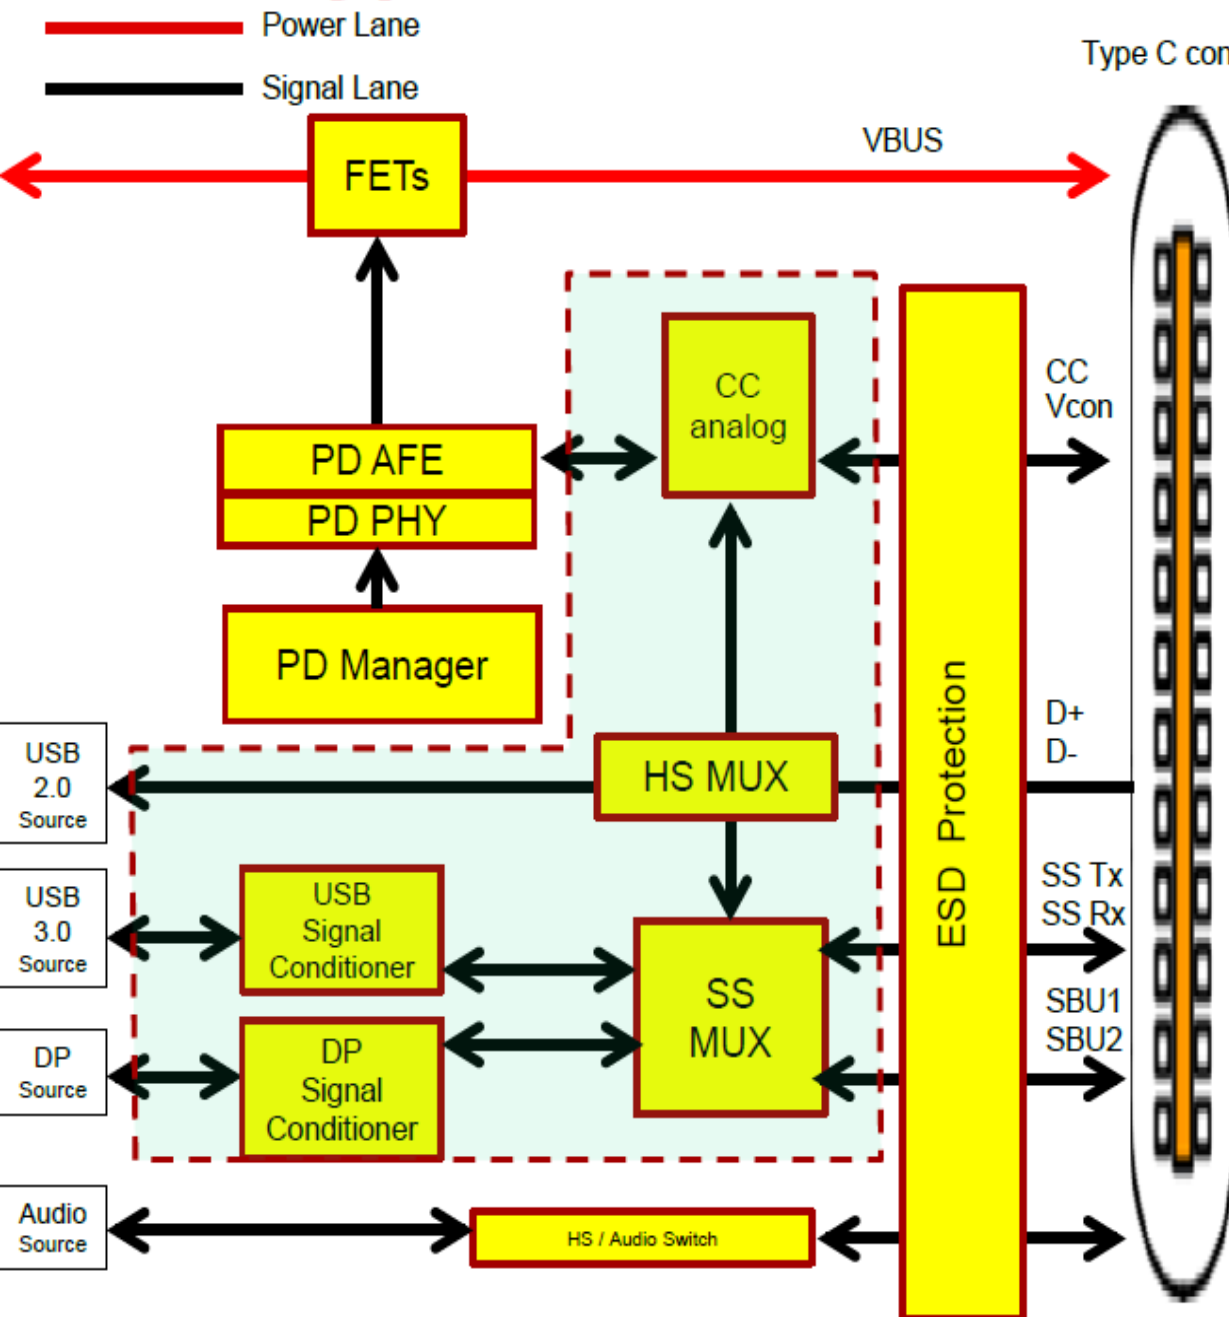 Power Lane
Signal Lane
Type C con
VBUS
FETs
CC
analog
CC
Vcon
PD AFE
PD PHY
PD Manager
ESD Protection
D+
D-
USB
2.0
Source
HS MUX
USB
3.0
Source
USB
Signal
Conditioner
SS Tx
SS Rx
SS
MUX
SBU1
SBU2
DP
Source
DP
Signal
Conditioner
Audio
Source
HS / Audio Switch